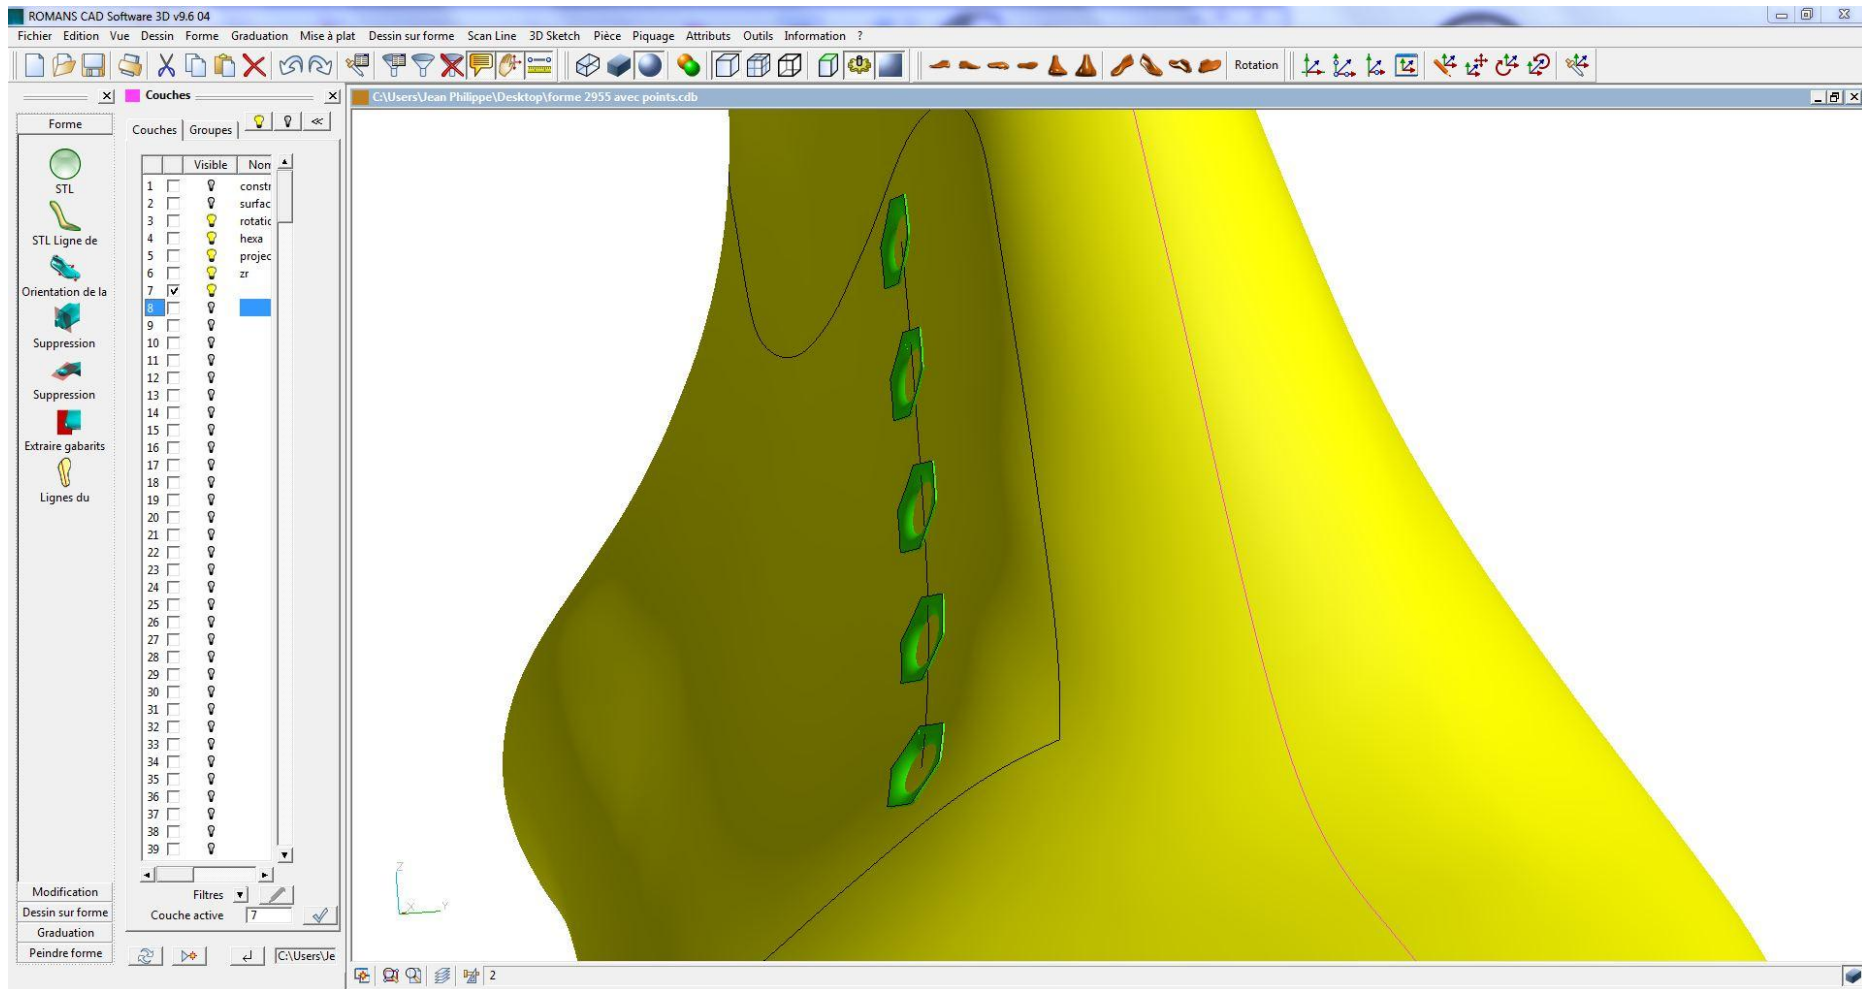 ROMANS CAD Software 3D v9.6 04
Fichier Edition Vue Dessin Forme Graduation Mise à plat Dessin sur forme Scan Line 3D Sketch Pièce Piquage Attributs Outils Information ?
Rotation
Couches
C:\Users\Jean Philippe\Desktop\forme 2955 avec points.cdb
Forme
Couches Groupes
Visible Nom
STL
STL Ligne de
Orientation de la
Suppression
Suppression
Extraire gabarits
Lignes du
1 constr
2 surfac
3 rotatic
4 hexa
5 projec
6 zr
7
8
9
10
11
12
13
14
15
16
17
18
19
20
21
22
23
24
25
26
27
28
29
30
31
32
33
34
35
36
37
38
39
Z
X
Y
Modification
Dessin sur forme
Graduation
Peindre forme
Filtres
Couche active 7
C:\Users\Je
2